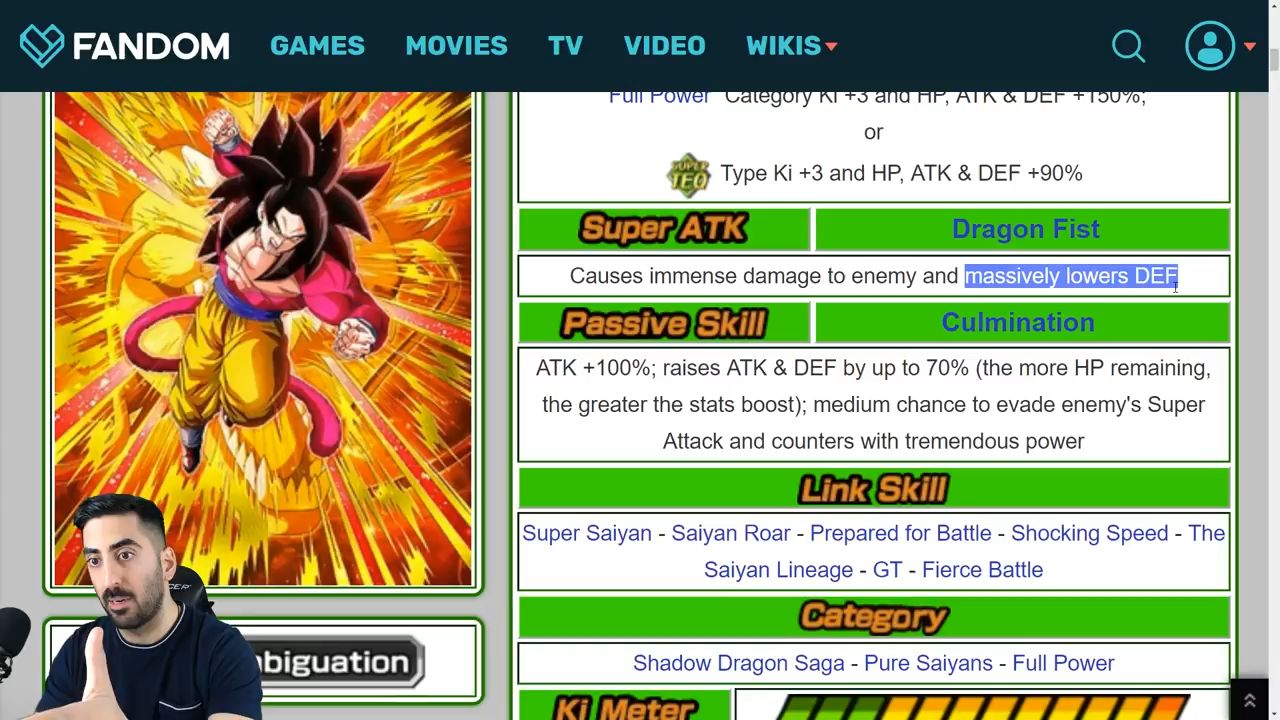 FANDOM GAMES MOVIES TV VIDEO WIKIS
Full Power Category Ki +3 and HP, ATK & DEF +150%;
or
SUPER TEQ Type Ki +3 and HP, ATK & DEF +90%
Super ATK Dragon Fist
Causes immense damage to enemy and massively lowers DEF
Passive Skill Culmination
ATK +100%; raises ATK & DEF by up to 70% (the more HP remaining,
the greater the stats boost); medium chance to evade enemy's Super
Attack and counters with tremendous power
Link Skill
Super Saiyan - Saiyan Roar - Prepared for Battle - Shocking Speed - The
Saiyan Lineage - GT - Fierce Battle
Category
Shadow Dragon Saga - Pure Saiyans - Full Power
Ki Meter